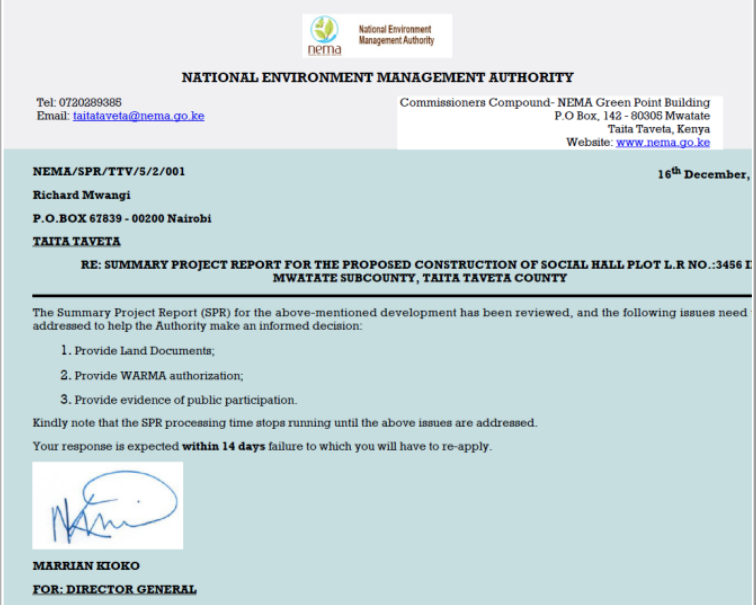 nema
National Environment
Management Authority
NATIONAL ENVIRONMENT MANAGEMENT AUTHORITY
Tel: 0720289385
Email: taitataveta@nema.go.ke
Commissioners Compound- NEMA Green Point Building
P.O Box, 142 - 80305 Mwatate
Taita Taveta, Kenya
Website: www.nema.go.ke
NEMA/SPR/TTV/5/2/001
16th December,
Richard Mwangi
P.O.BOX 67839 - 00200 Nairobi
TAITA TAVETA
RE: SUMMARY PROJECT REPORT FOR THE PROPOSED CONSTRUCTION OF SOCIAL HALL PLOT L.R NO.:3456
MWATATE SUBCOUNTY, TAITA TAVETA COUNTY
The Summary Project Report (SPR) for the above-mentioned development has been reviewed, and the following issues need
addressed to help the Authority make an informed decision:
1. Provide Land Documents;
2. Provide WARMA authorization;
3. Provide evidence of public participation.
Kindly note that the SPR processing time stops running until the above issues are addressed.
Your response is expected within 14 days failure to which you will have to re-apply.
MARRIAN KIOKO
FOR: DIRECTOR GENERAL